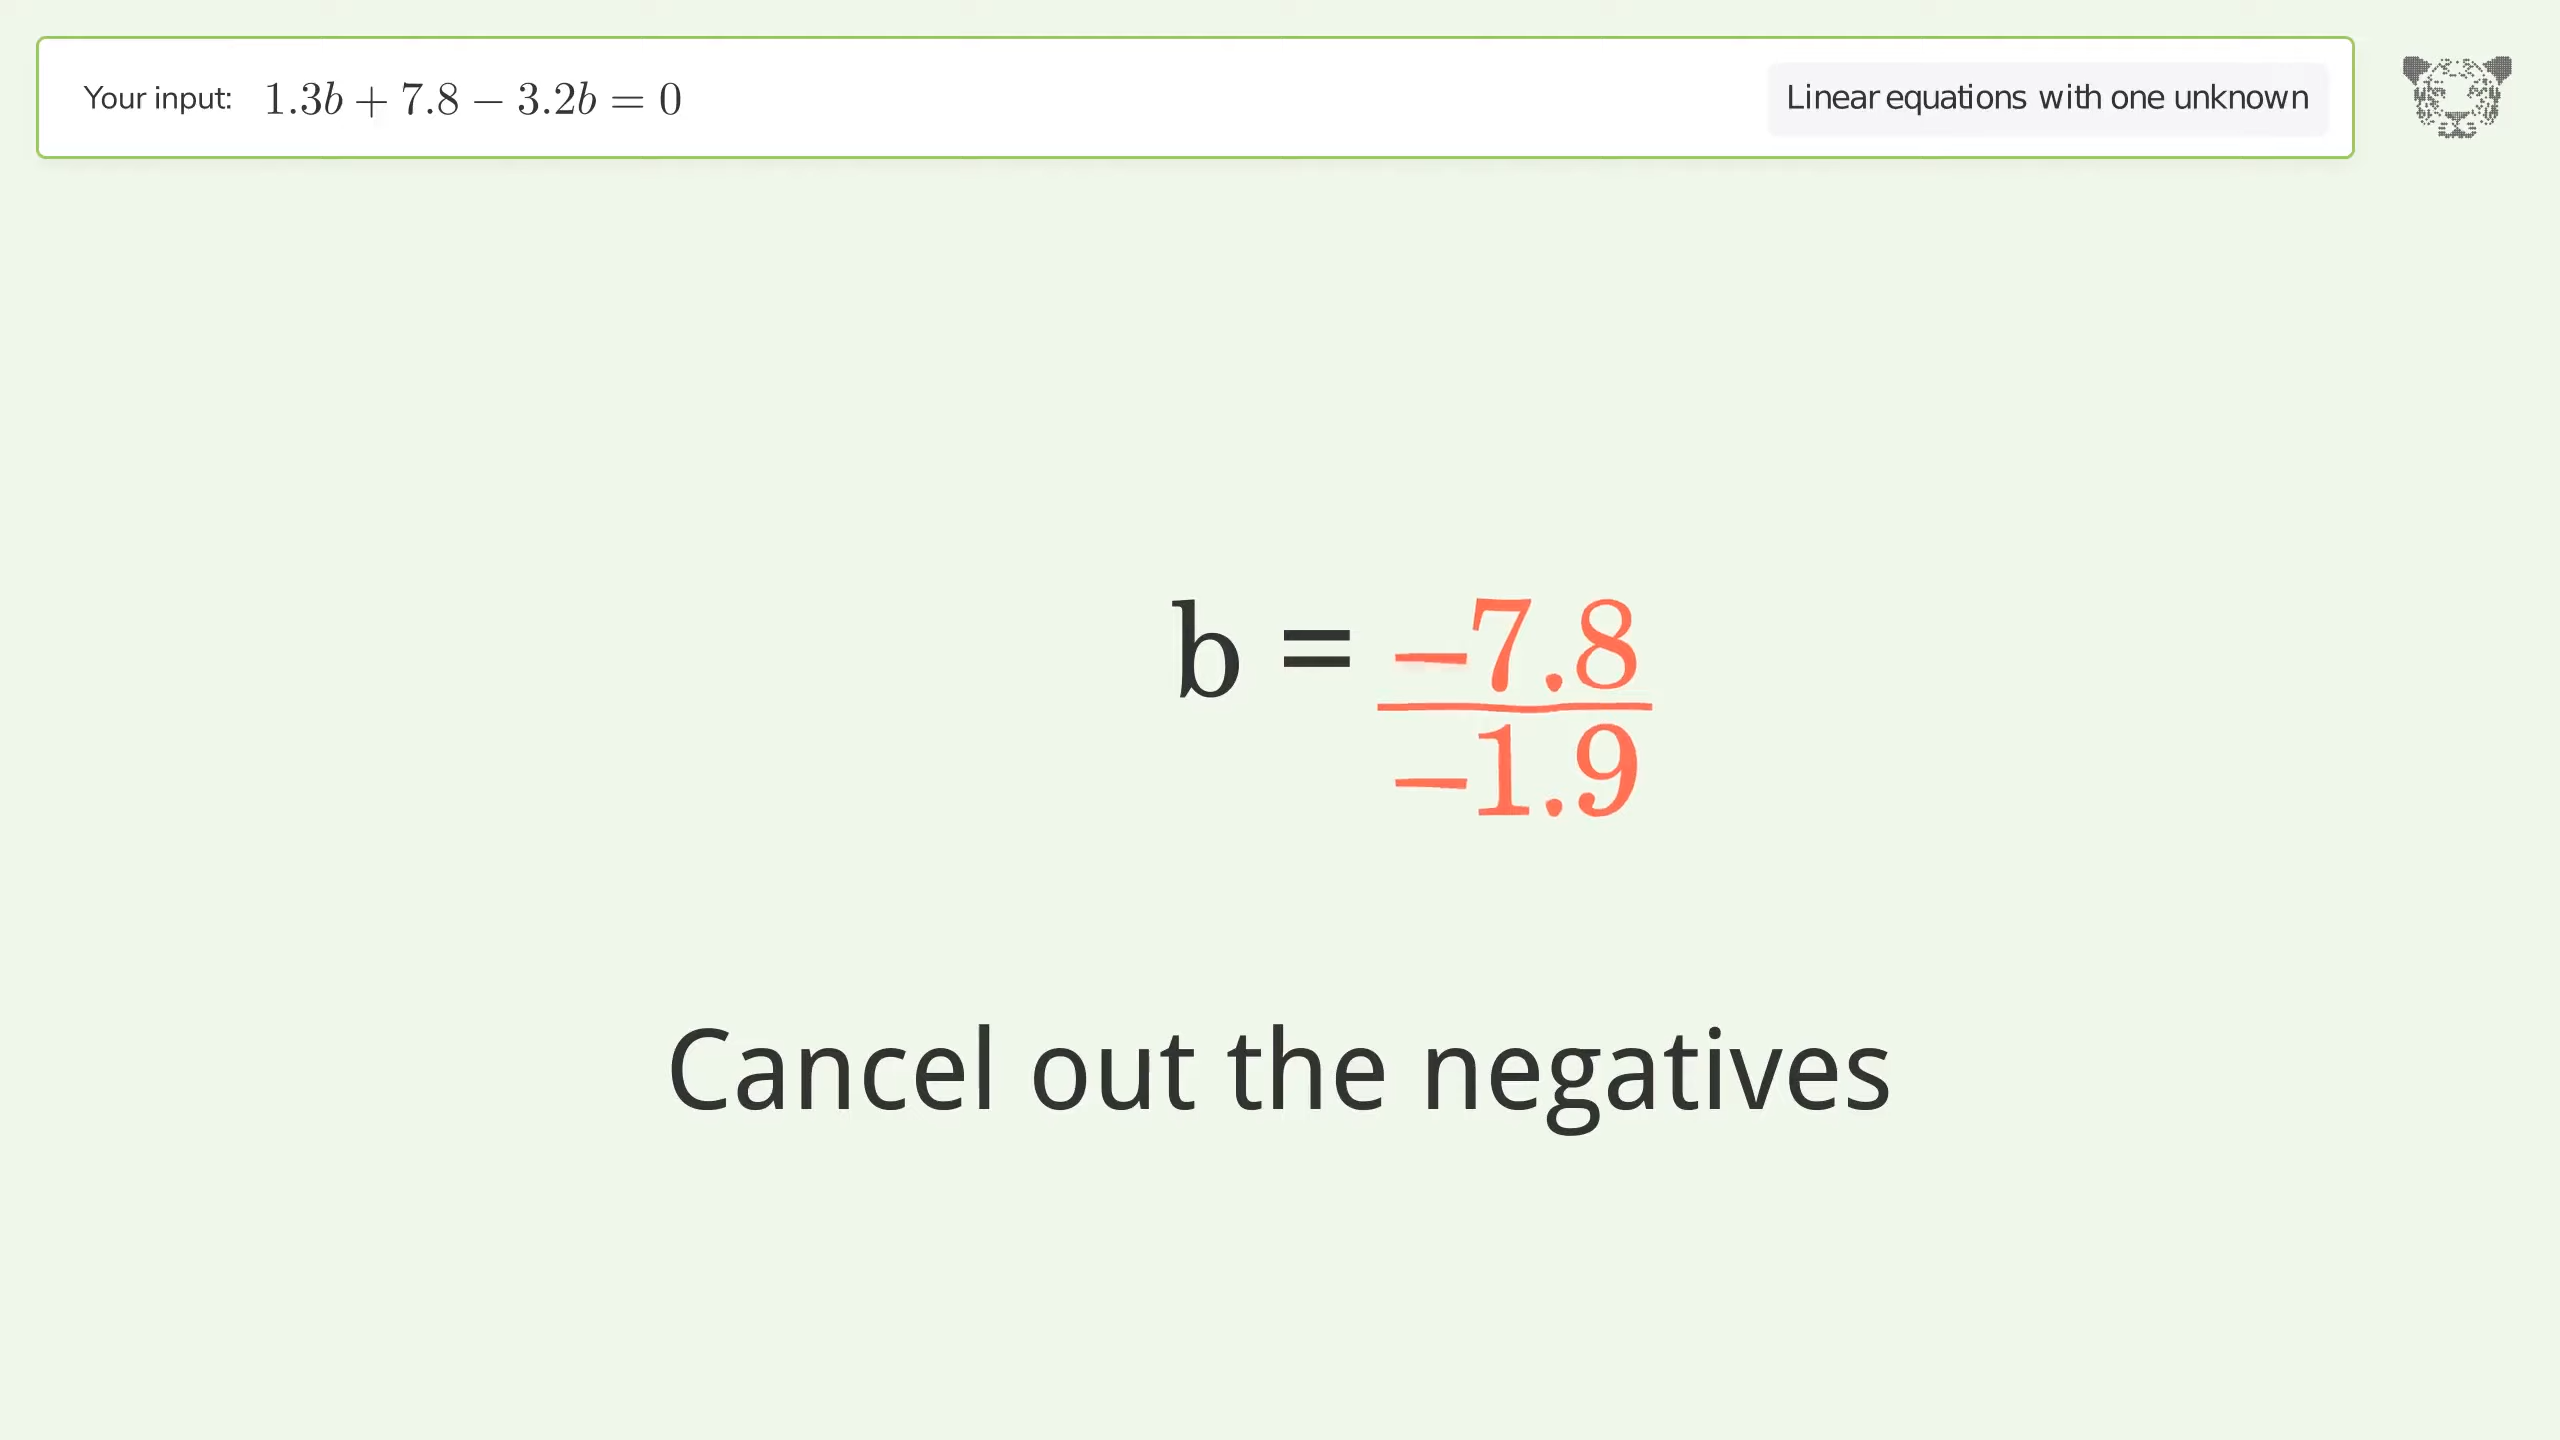 Your input: 1.3b + 7.8 − 3.2b = 0
Linear equations with one unknown
b = −7.8
−1.9
Cancel out the negatives